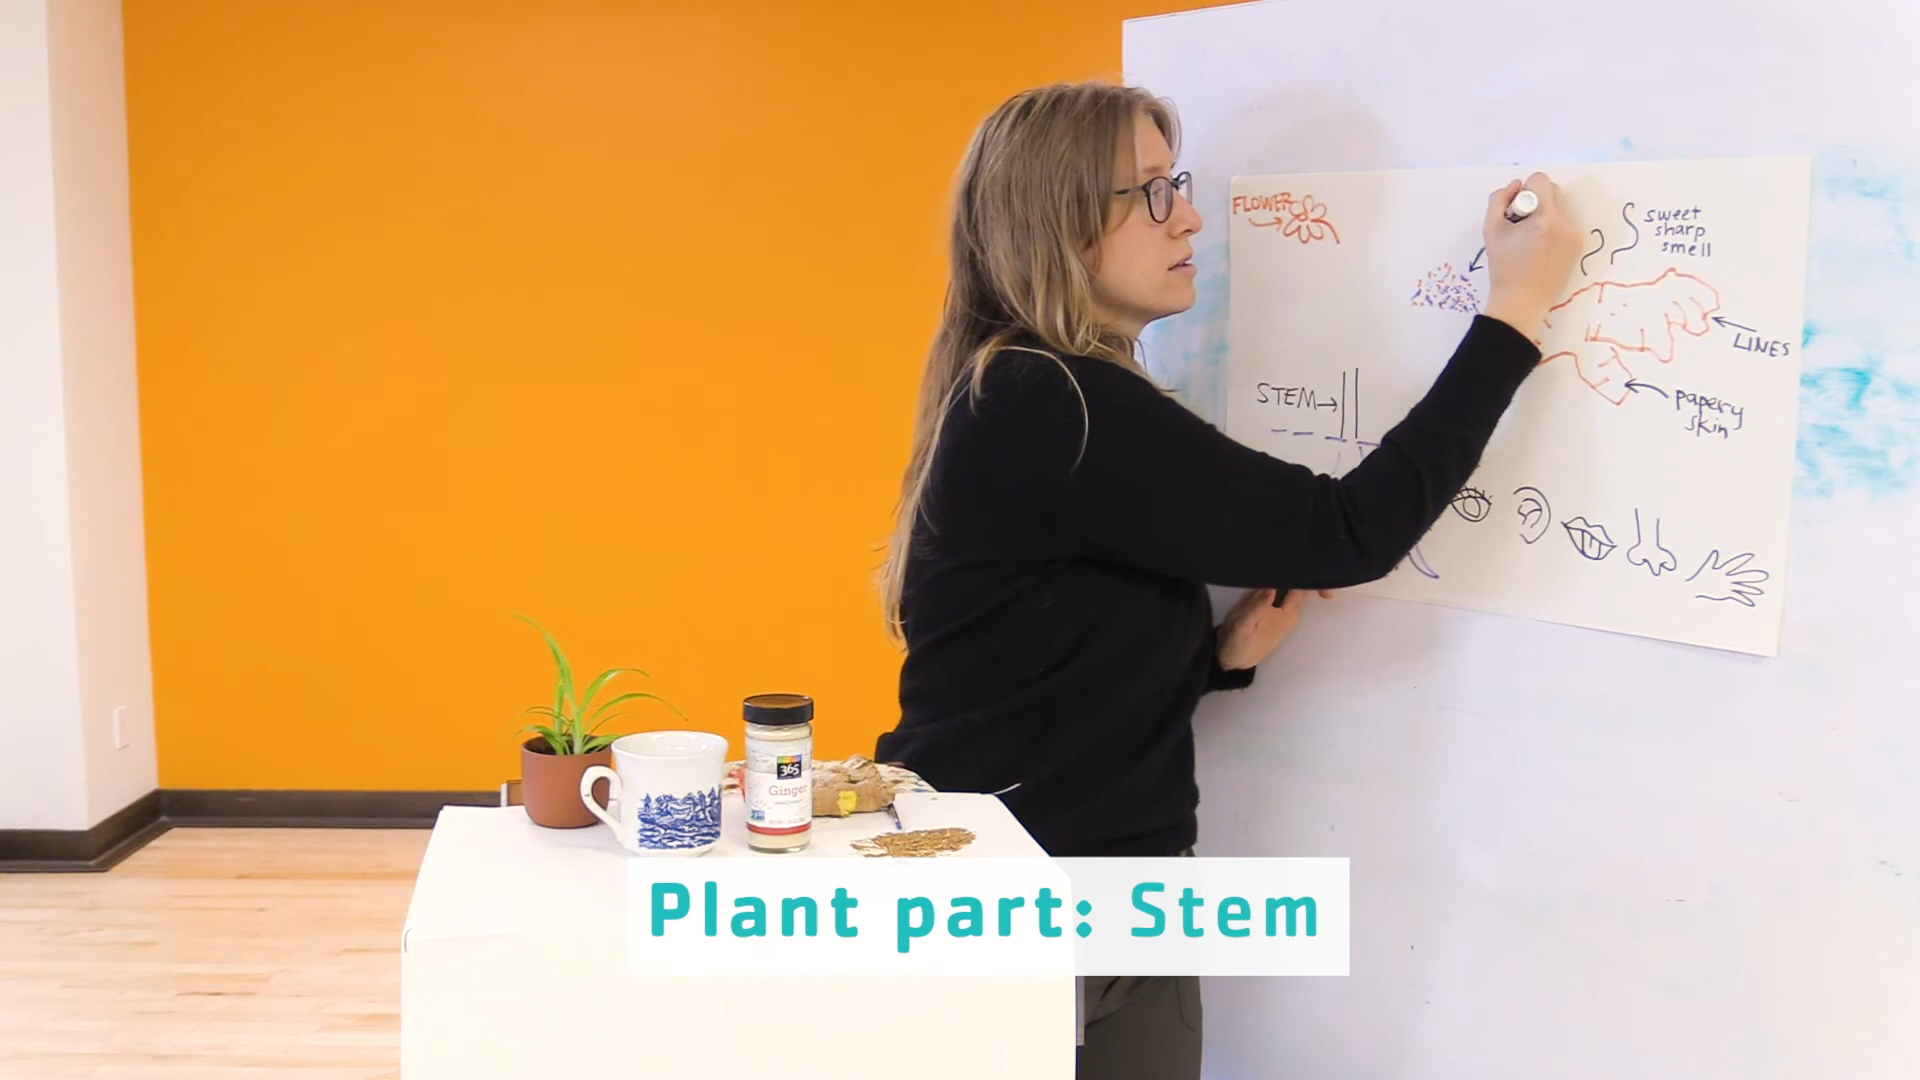 FLOWER
sweet
sharp
smell
LINES
STEM
papery
skin
365
Ginger
Plant part: Stem